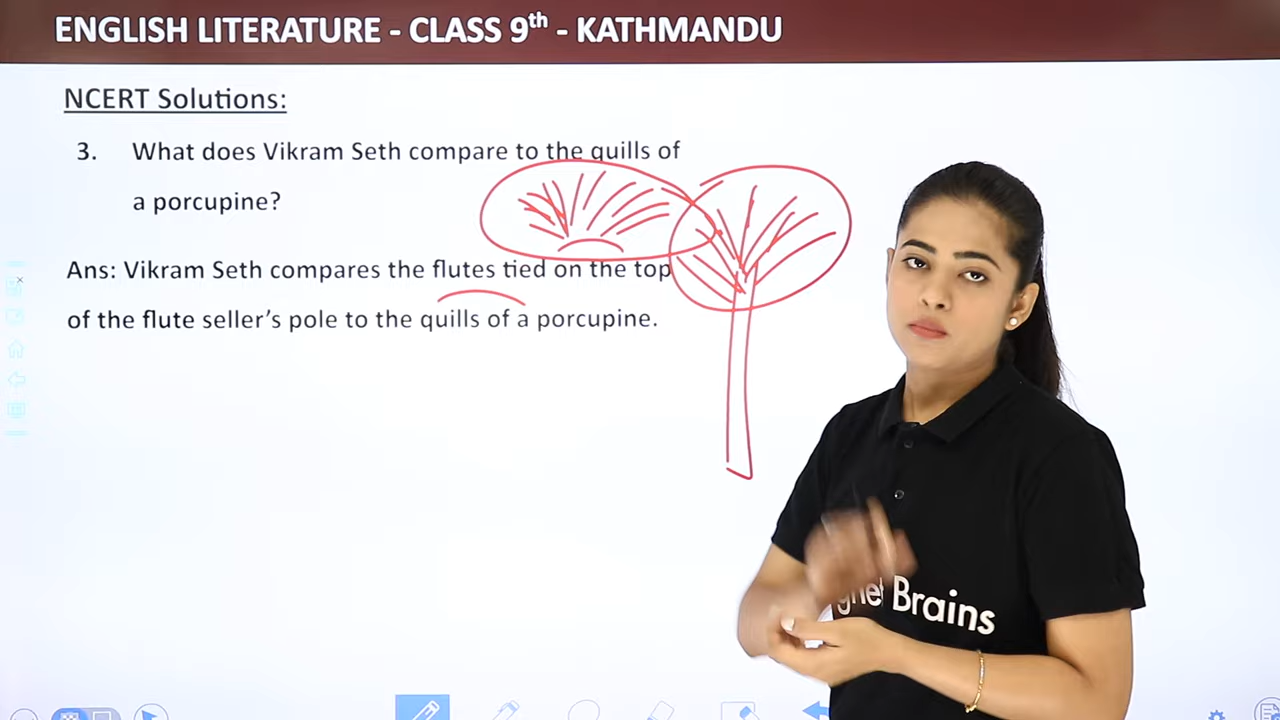 ENGLISH LITERATURE - CLASS 9th - KATHMANDU
NCERT Solutions:
3. What does Vikram Seth compare to the quills of
a porcupine?
Ans: Vikram Seth compares the flutes tied on the top
of the flute seller's pole to the quills of a porcupine.
Brains